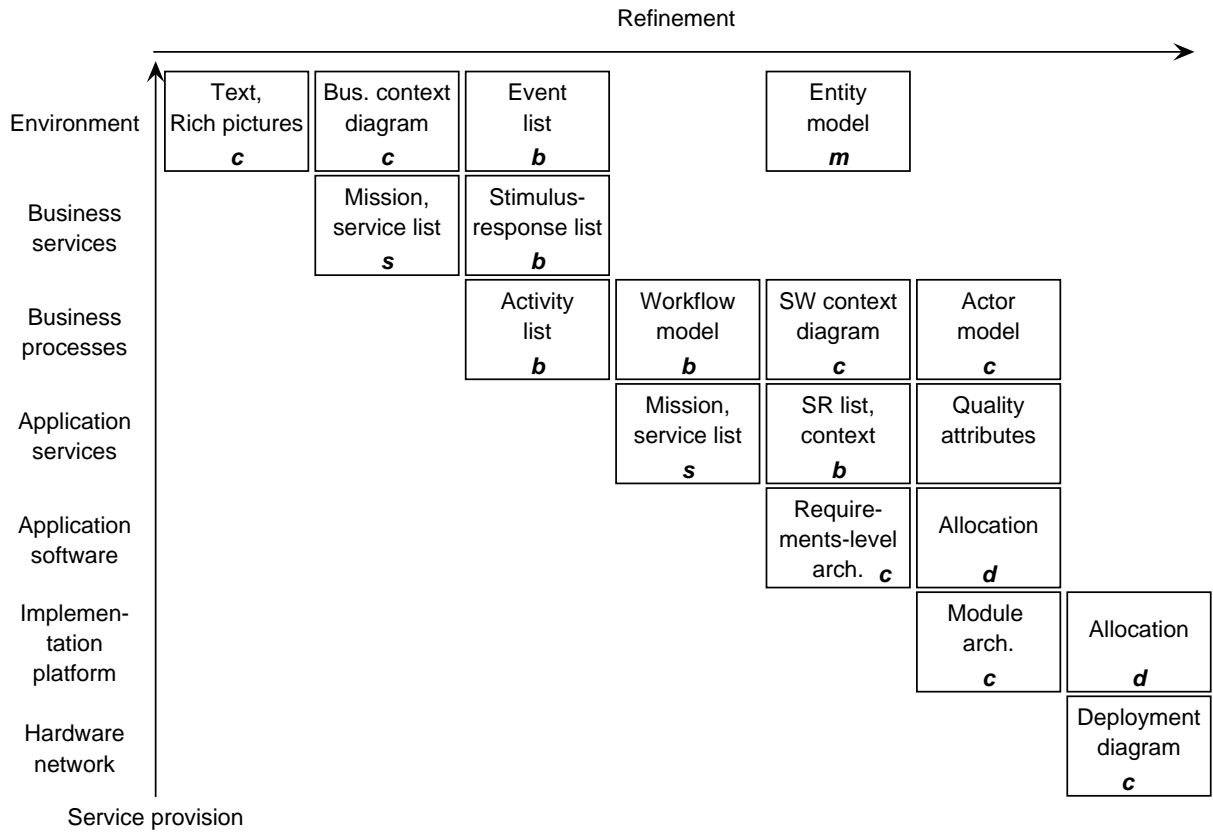 Refinement
Environment
Text,
Rich pictures
c
Bus. context
diagram
c
Event
list
b
Entity
model
m
Business
services
Mission,
service list
s
Stimulus-
response list
b
Business
processes
Activity
list
b
Workflow
model
b
SW context
diagram
c
Actor
model
c
Application
services
Mission,
service list
s
SR list,
context
b
Quality
attributes
Application
software
Require-
ments-level
arch. c
Allocation
d
Implemen-
tation
platform
Module
arch.
c
Allocation
d
Hardware
network
Deployment
diagram
c
Service provision